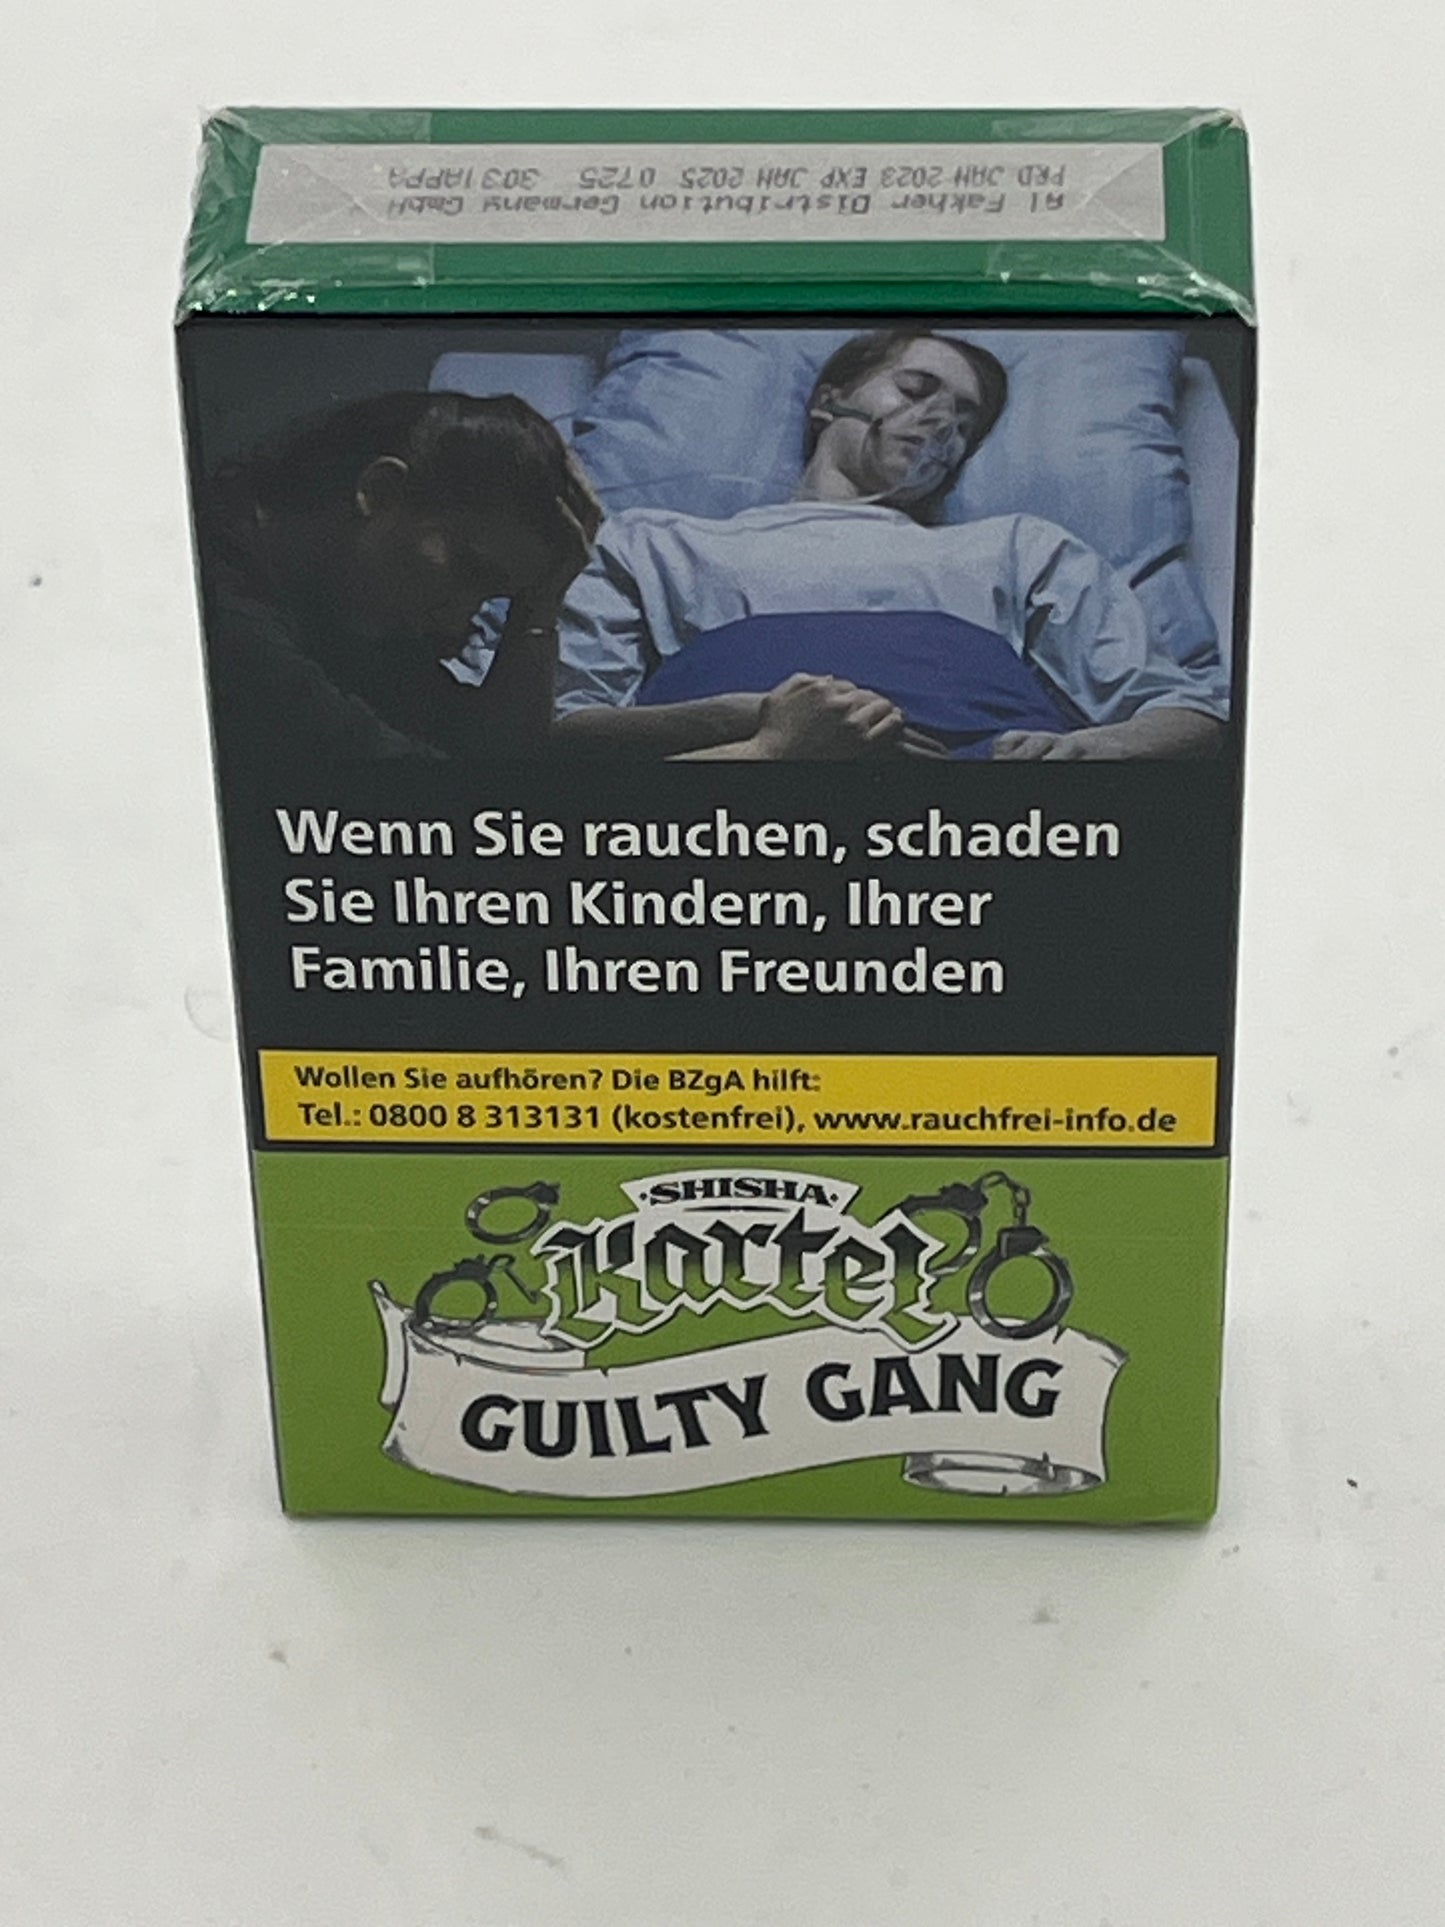 Al Fakher Distribution Germany GmbH
PRD JAN 2023 EXP JAN 2025 0725 3031APPA
Wenn Sie rauchen, schaden
Sie Ihren Kindern, Ihrer
Familie, Ihren Freunden
Wollen Sie aufhören? Die BZgA hilft:
Tel.: 0800 8 313131 (kostenfrei), www.rauchfrei-info.de
·SHISHA·
Kartel
GUILTY GANG